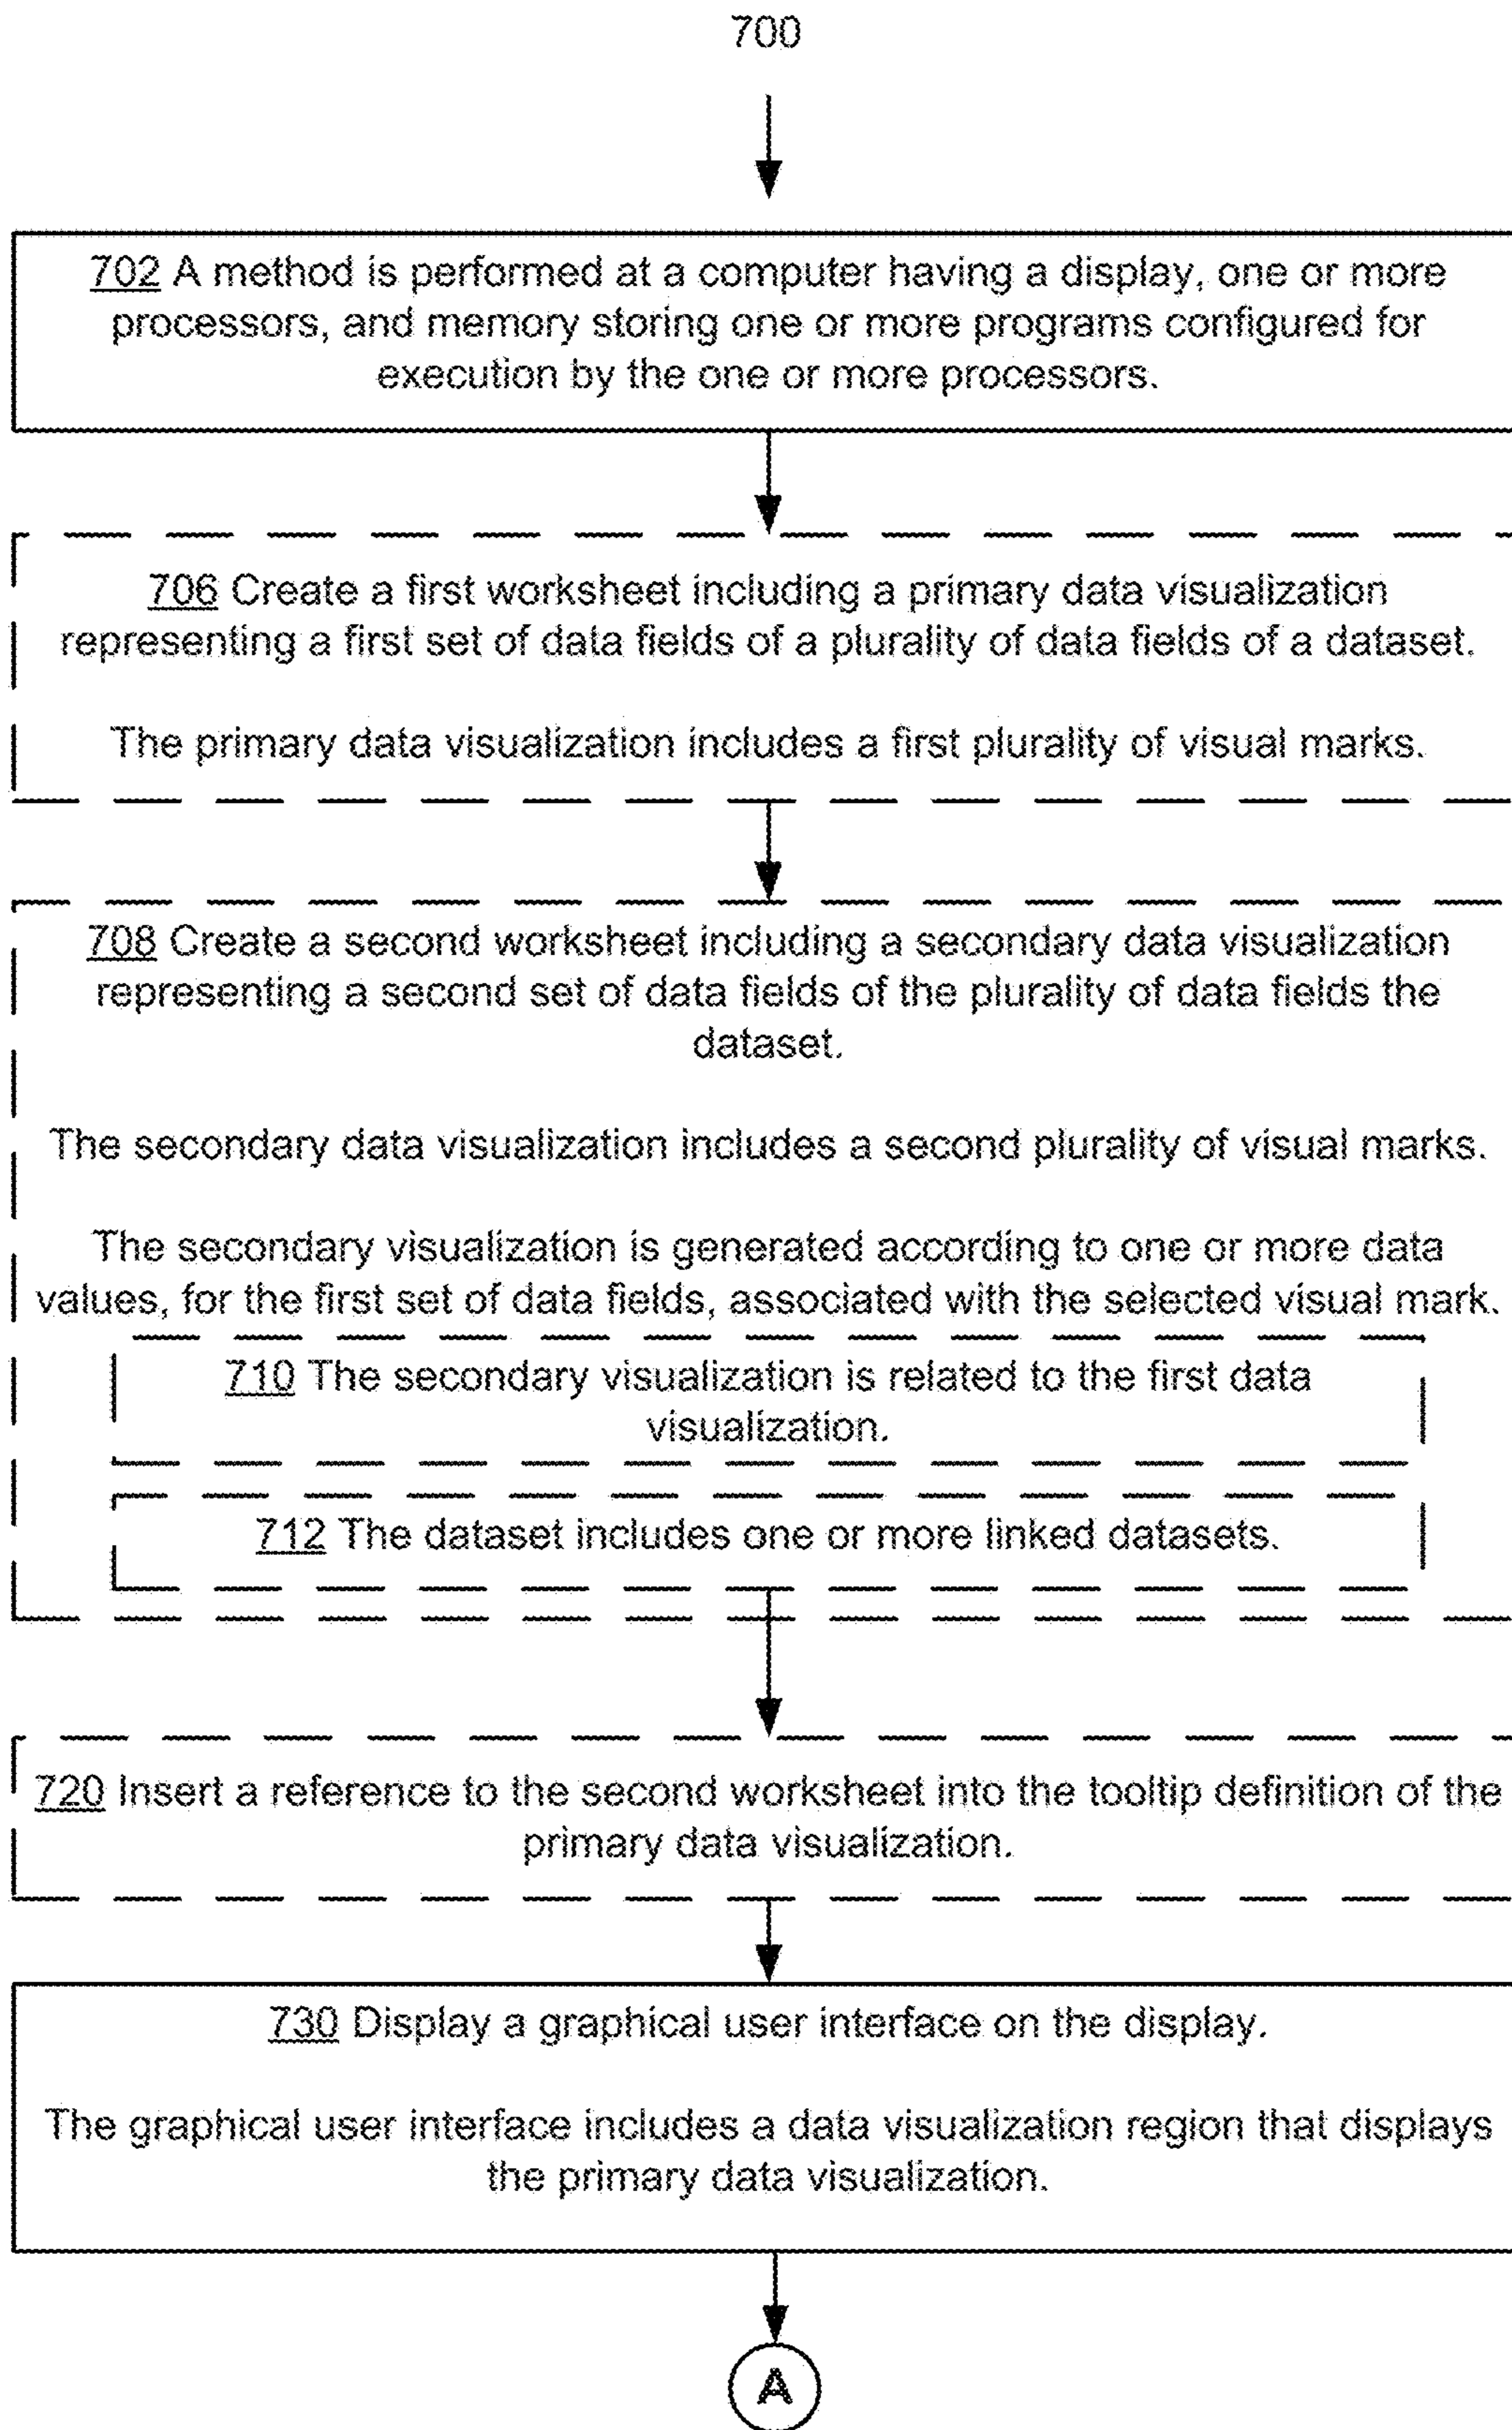 700
702 A method is performed at a computer having a display, one or more
processors, and memory storing one or more programs configured for
execution by the one or more processors.
706 Create a first worksheet including a primary data visualization
representing a first set of data fields of a plurality of data fields of a dataset.
The primary data visualization includes a first plurality of visual marks.
708 Create a second worksheet including a secondary data visualization
representing a second set of data fields of the plurality of data fields the
dataset.
The secondary data visualization includes a second plurality of visual marks.
The secondary visualization is generated according to one or more data
values, for the first set of data fields, associated with the selected visual mark.
710 The secondary visualization is related to the first data
visualization.
712 The dataset includes one or more linked datasets.
720 Insert a reference to the second worksheet into the tooltip definition of the
primary data visualization.
730 Display a graphical user interface on the display.
The graphical user interface includes a data visualization region that displays
the primary data visualization.
A